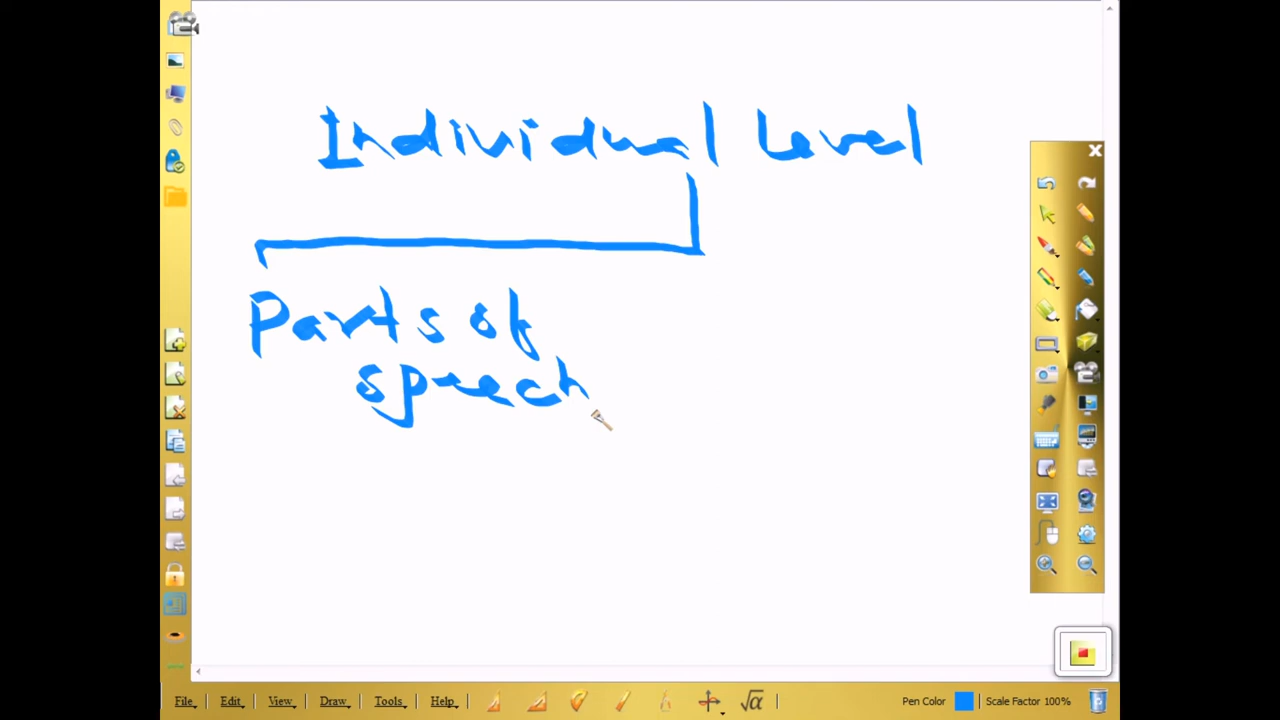 Individual Level
Parts of
speech
File Edit View Draw Tools Help Pen Color Scale Factor 100%